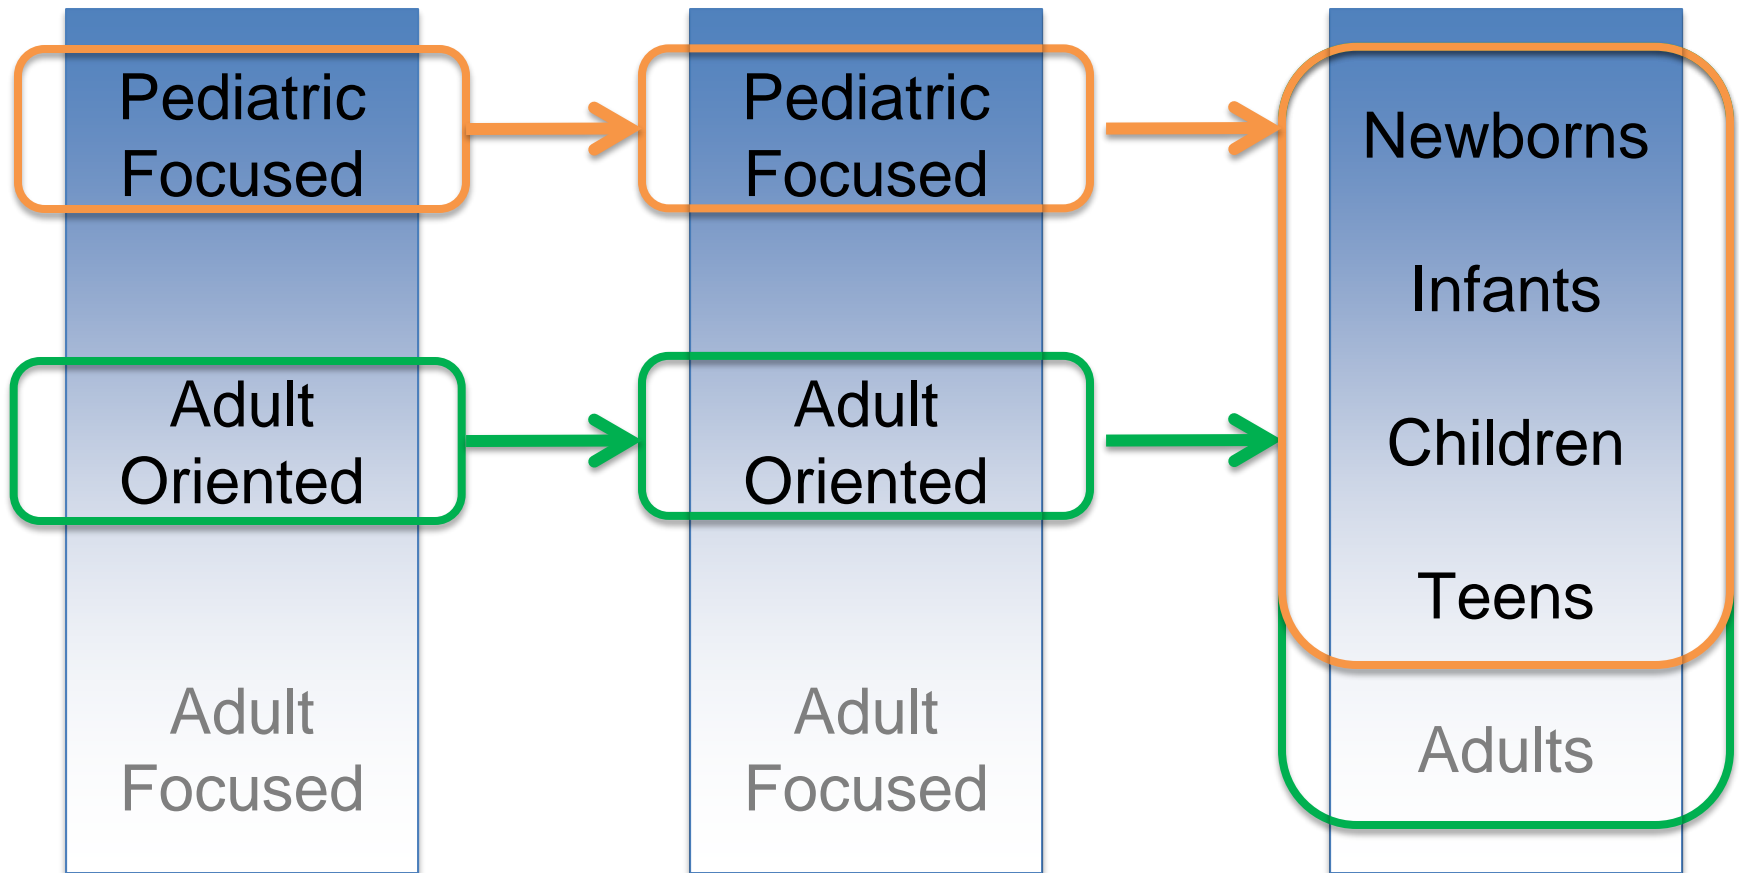 Pediatric
Focused
Adult
Oriented
Adult
Focused
Pediatric
Focused
Adult
Oriented
Adult
Focused
Newborns
Infants
Children
Teens
Adults